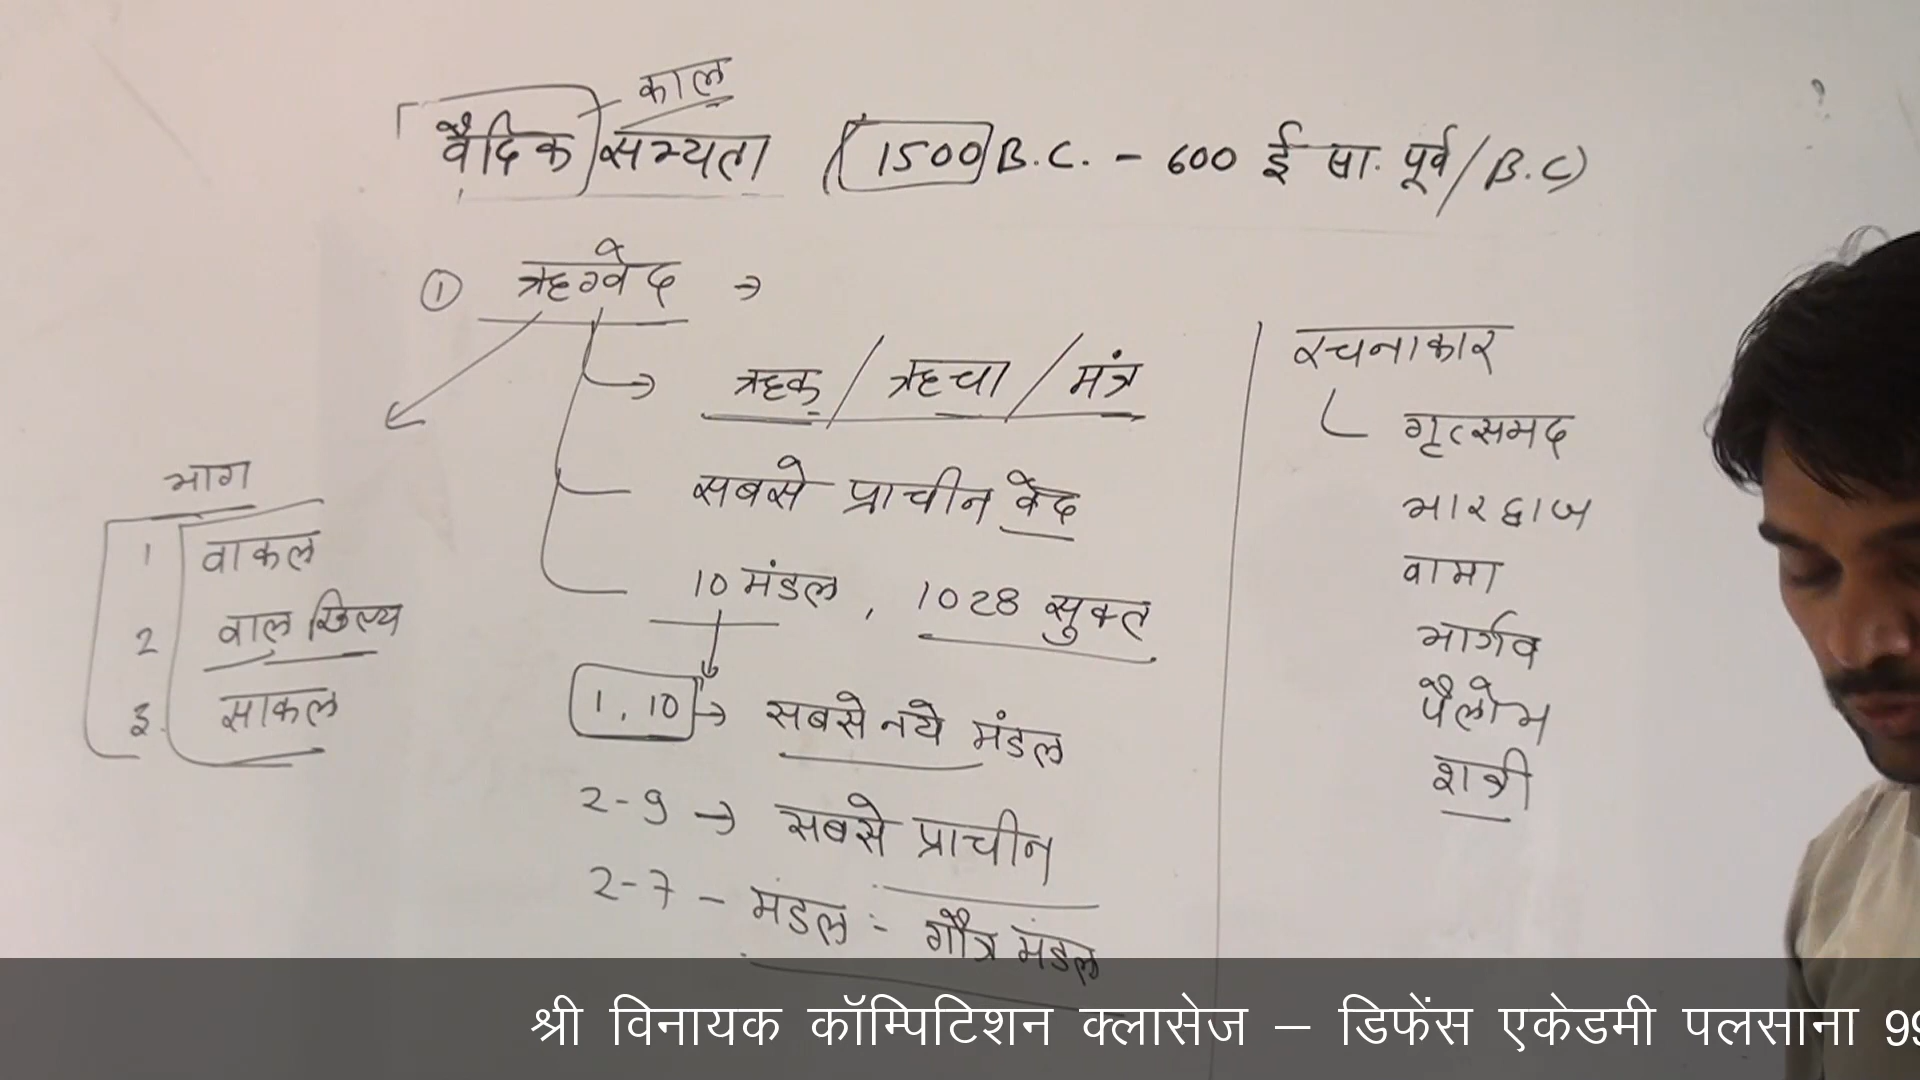 काल
वैदिक सभ्यता (1500 B.C. - 600 ई सा. पूर्व/B.C)
① ऋग्वेद →
ऋक्/ऋचा/मंत्र
सबसे प्राचीन वेद
10 मंडल, 1028 सुक्त
1, 10 → सबसे नये मंडल
2-9 → सबसे प्राचीन
2-7 - मंडल :- गौत्र मंडल
भाग
1 वाकल
2 वाल खिल्य
3. साकल
रचनाकार
गृत्समद
भारद्वाज
वामा
भार्गव
पैलोम
शत्री
श्री विनायक कॉम्पिटिशन क्लासेज – डिफेंस एकेडमी पलसाना 99